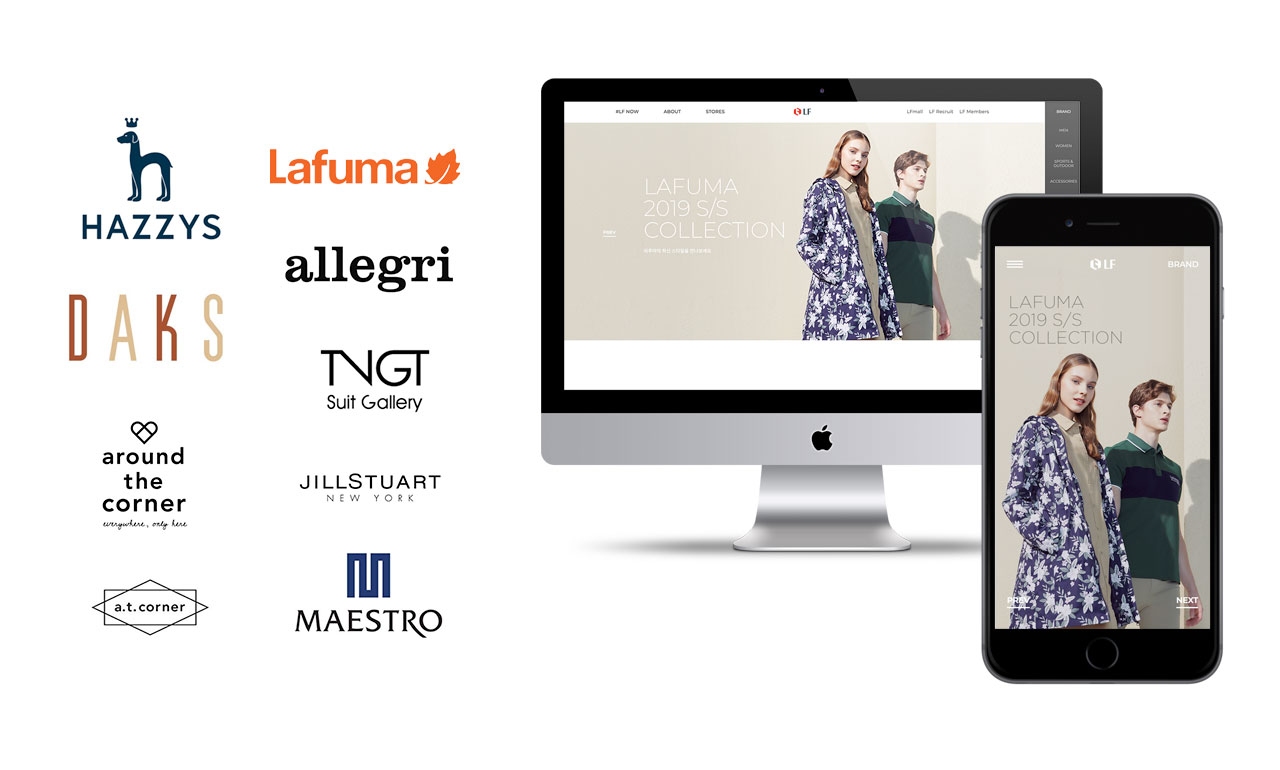 HAZZYS
DAKS
around
the
corner
everywhere, only here
a.t.corner
Lafuma
allegri
TNGT
Suit Gallery
JILLSTUART
NEW YORK
MAESTRO
#LF NOW ABOUT STORES LF LFmall LF Recruit LF Members BRAND
MEN
WOMEN
SPORTS &
OUTDOOR
ACCESSORIES
LAFUMA
2019 S/S
COLLECTION
PREV
LF BRAND
LAFUMA
2019 S/S
COLLECTION
PREV NEXT